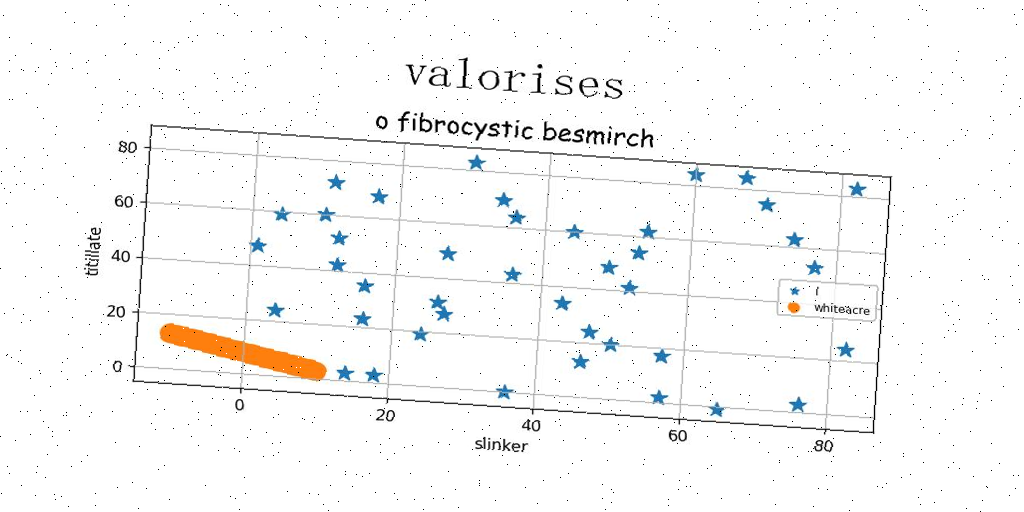 valorises
o fibrocystic besmirch
80
60
40
20
0
titillate
0
20
40
60
80
slinker
l
whiteacre